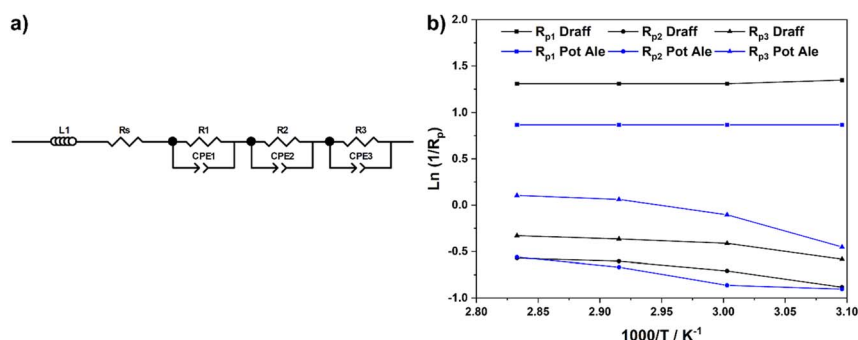 a)
L1
Rs
R1
R2
R3
CPE1
CPE2
CPE3
b)
Rp1 Draff
Rp2 Draff
Rp3 Draff
Rp1 Pot Ale
Rp2 Pot Ale
Rp3 Pot Ale
Ln (1/Rp)
2.0
1.5
1.0
0.5
0.0
-0.5
-1.0
2.80
2.85
2.90
2.95
3.00
3.05
3.10
1000/T / K-1